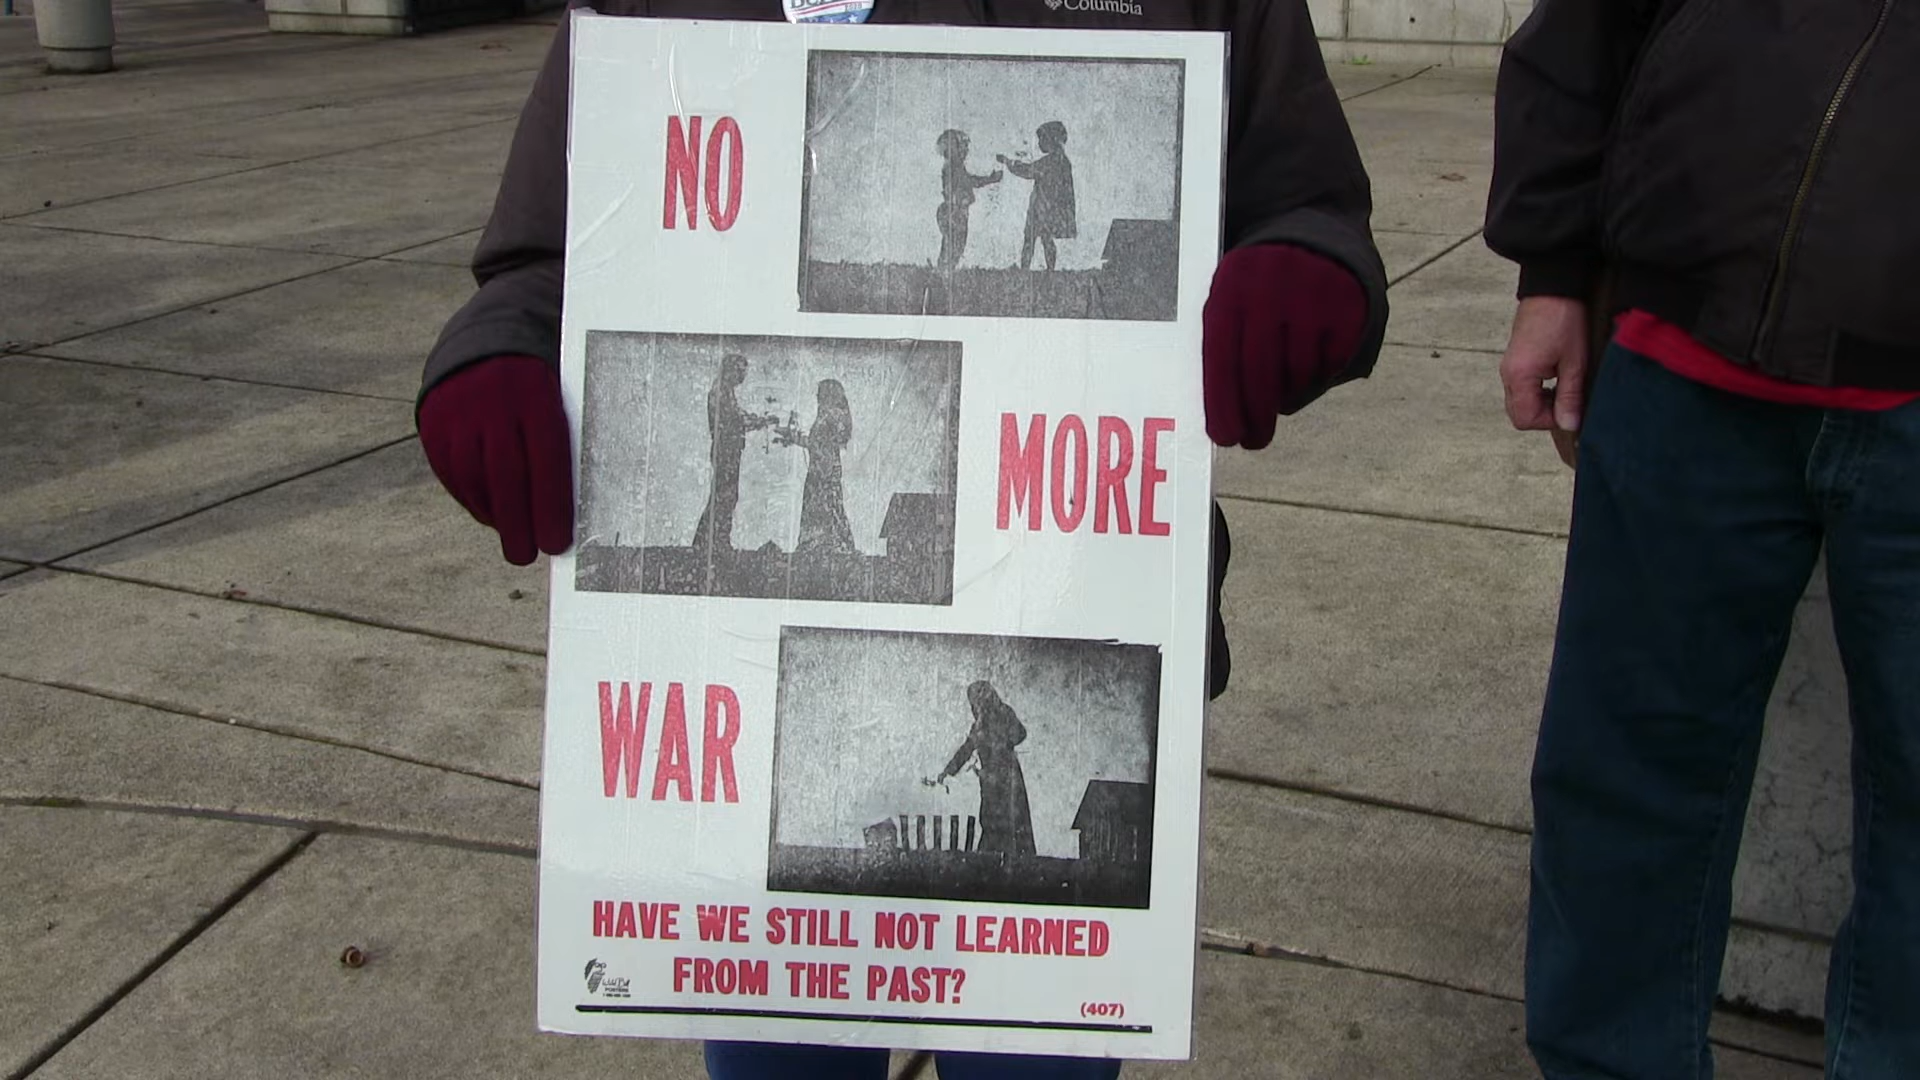 Columbia
NO
MORE
WAR
HAVE WE STILL NOT LEARNED
FROM THE PAST?
(407)